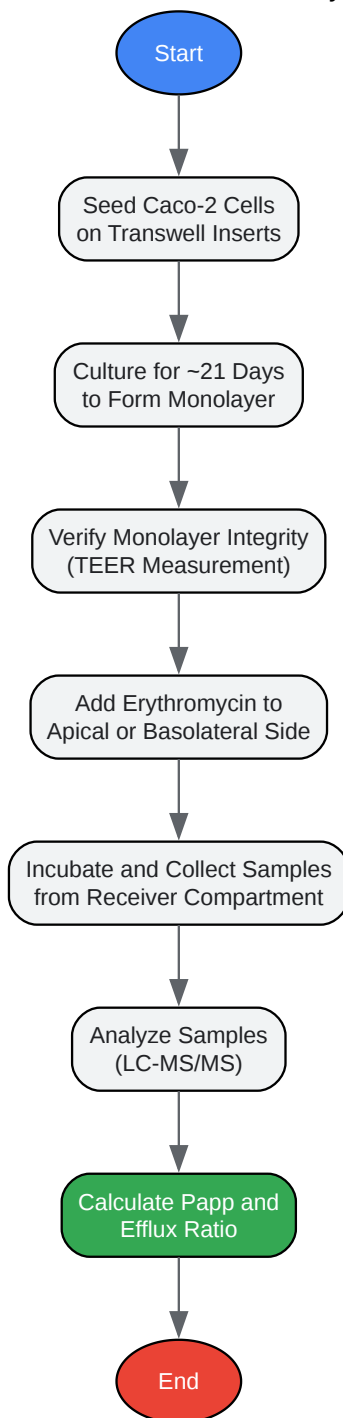 Start
Seed Caco-2 Cells
on Transwell Inserts
Culture for ~21 Days
to Form Monolayer
Verify Monolayer Integrity
(TEER Measurement)
Add Erythromycin to
Apical or Basolateral Side
Incubate and Collect Samples
from Receiver Compartment
Analyze Samples
(LC-MS/MS)
Calculate Papp and
Efflux Ratio
End